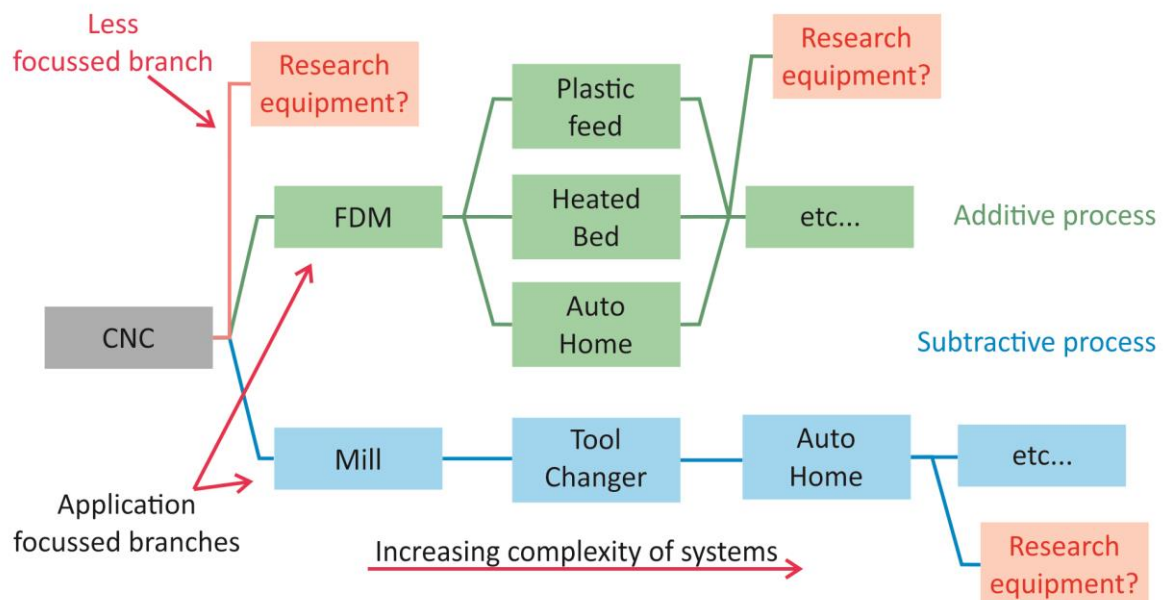 Less
focussed branch
Research
equipment?
Research
equipment?
Plastic
feed
FDM
Heated
Bed
etc...
Additive process
Auto
Home
CNC
Subtractive process
Mill
Tool
Changer
Auto
Home
etc...
Application
focussed branches
Increasing complexity of systems
Research
equipment?